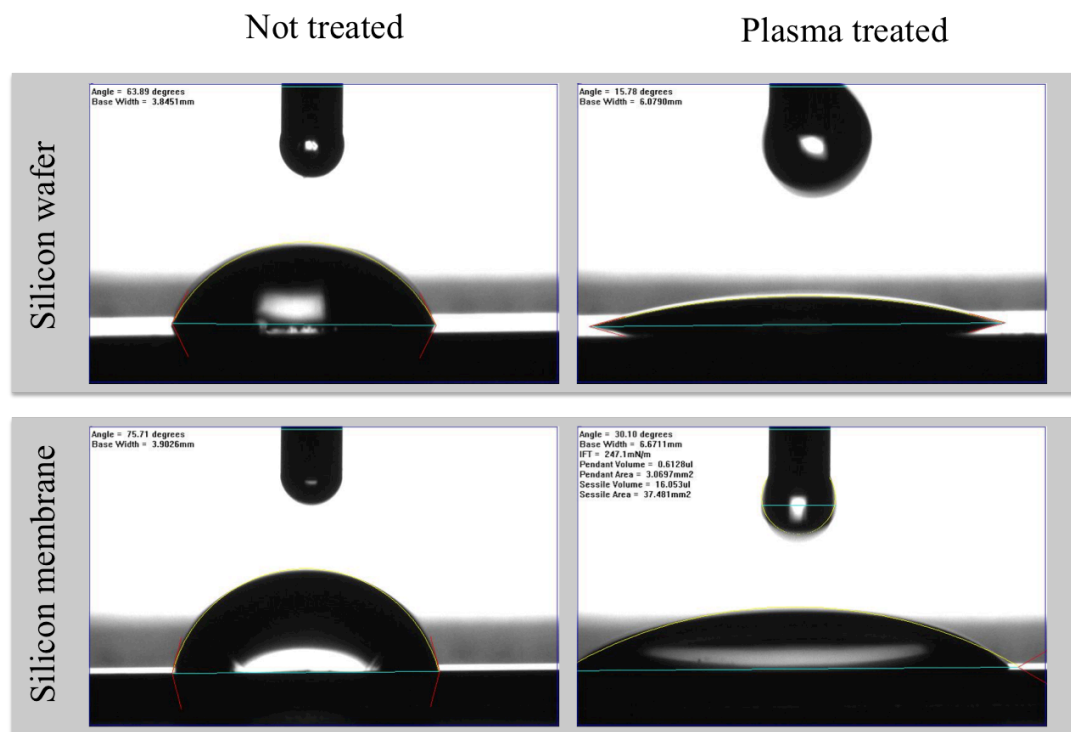 Not treated
Plasma treated
Silicon wafer
Angle = 63.89 degrees
Base Width = 3.8451mm
Angle = 15.78 degrees
Base Width = 6.0790mm
Silicon membrane
Angle = 75.71 degrees
Base Width = 3.9026mm
Angle = 30.10 degrees
Base Width = 6.6711mm
IFT = 247.1mN/m
Pendant Volume = 0.6128ul
Pendant Area = 3.0697mm2
Sessile Volume = 16.053ul
Sessile Area = 37.481mm2